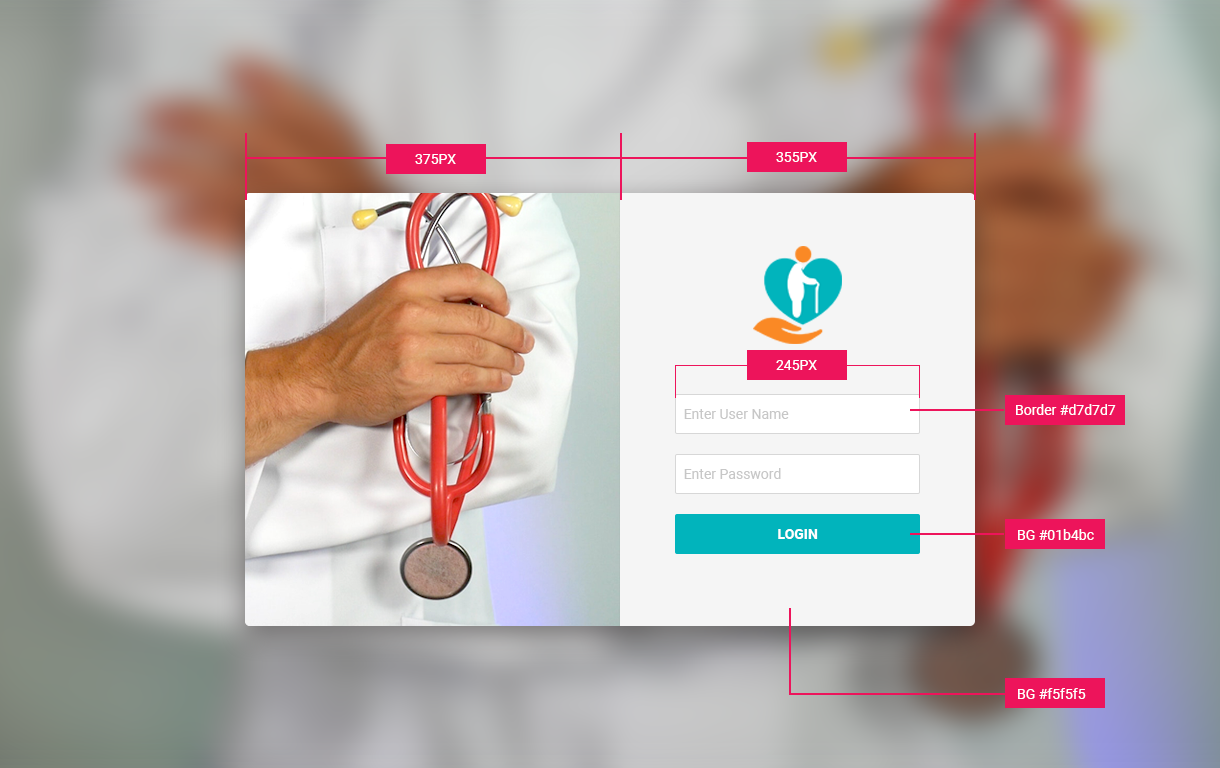 375PX
355PX
245PX
Enter User Name
Border #d7d7d7
Enter Password
LOGIN
BG #01b4bc
BG #f5f5f5